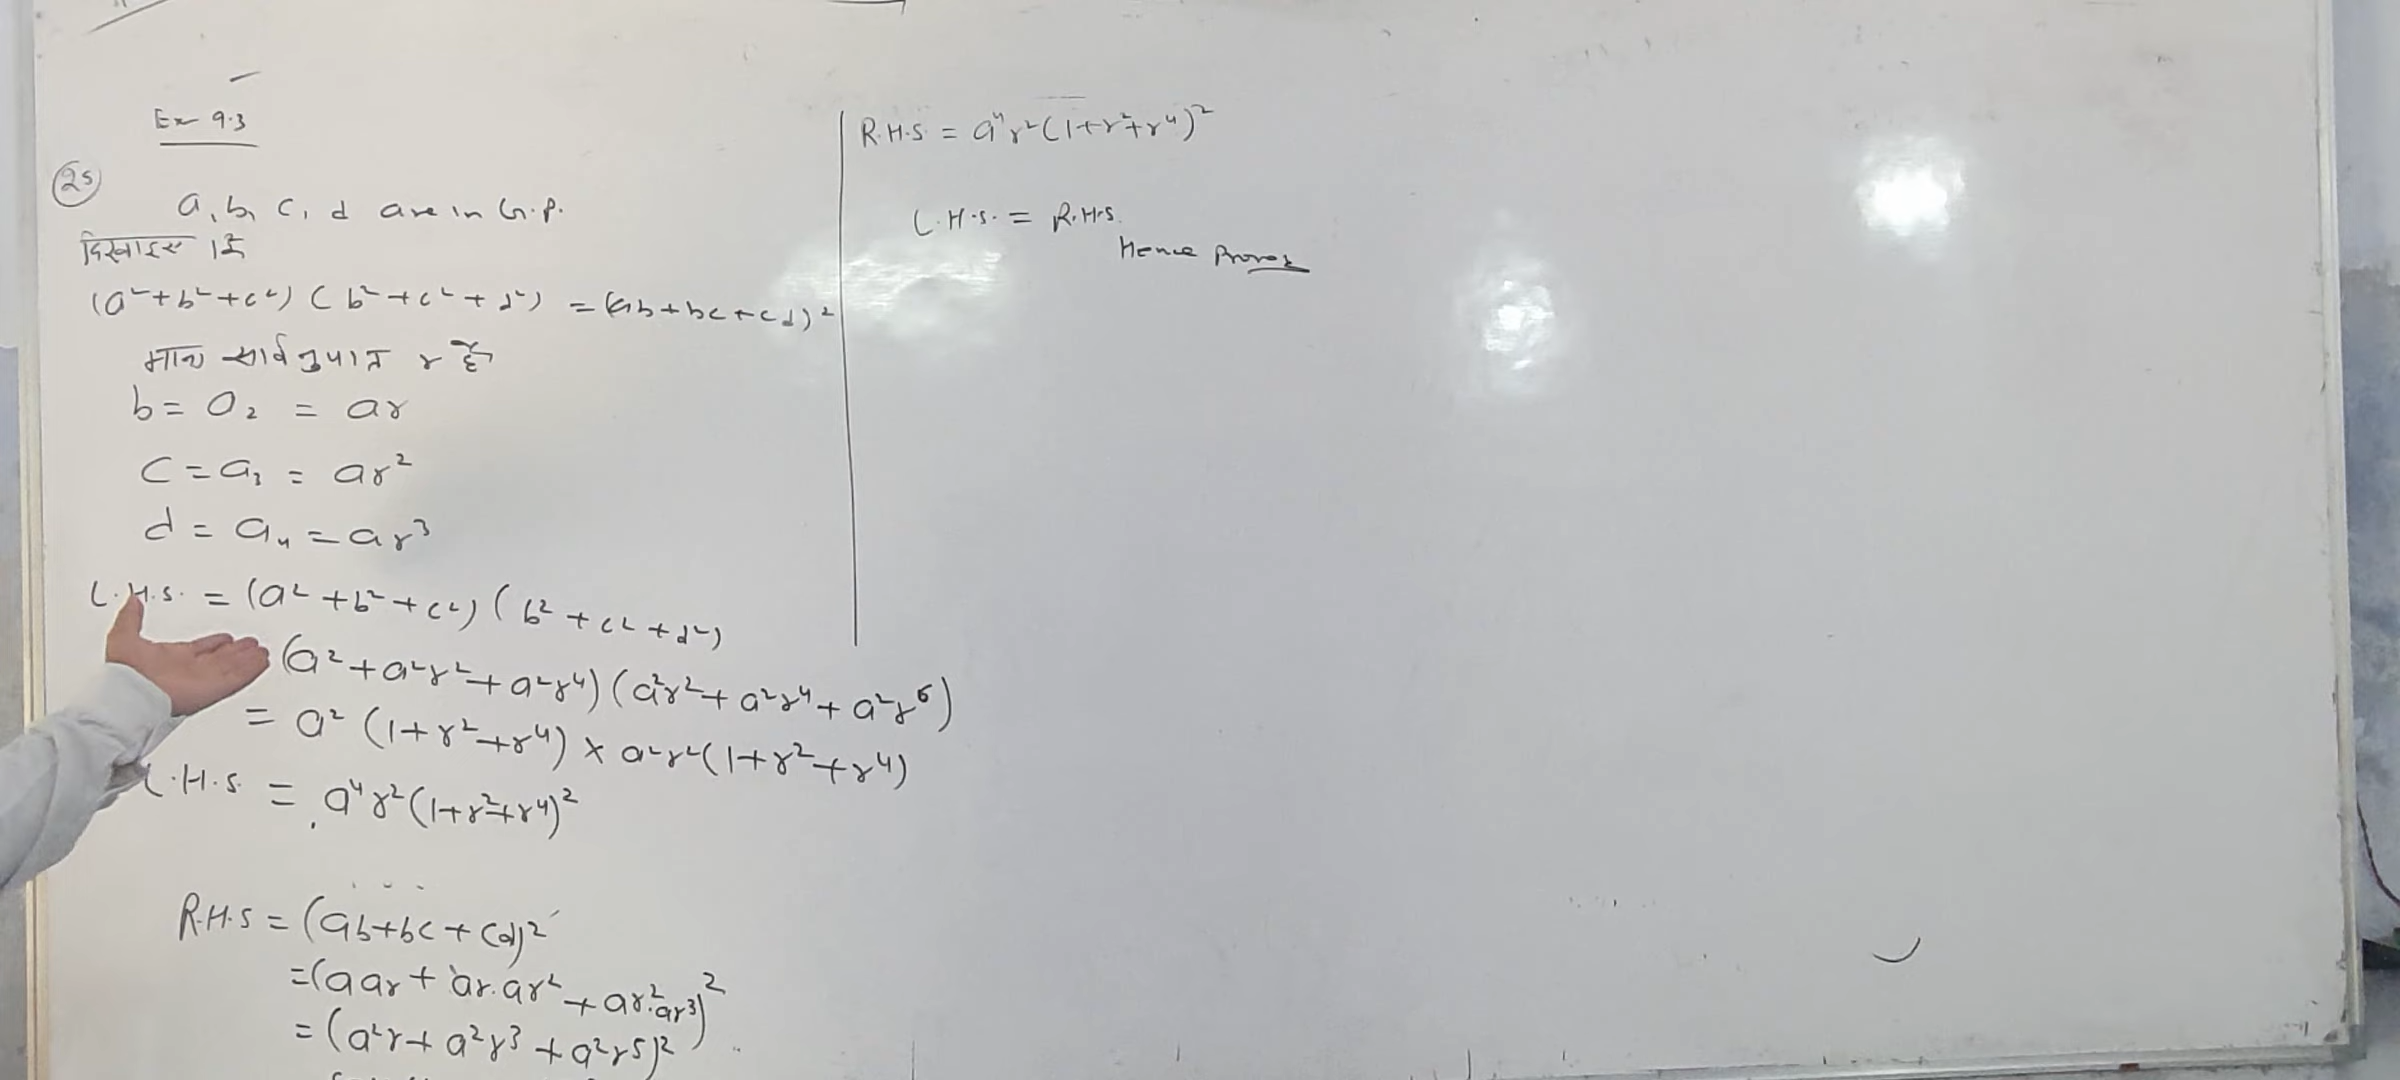 Ex 9.3
25
a, b, c, d are in G.P.
दिखाइए कि
(a²+b²+c²) (b²+c²+d²) = (ab+bc+cd)²
माना सार्वनुपात r है
b = a₂ = ar
c = a₃ = ar²
d = a₄ = ar³
L.H.S. = (a²+b²+c²) (b²+c²+d²)
(a²+a²r²+a²r⁴) (a²r²+a²r⁴+a²r⁶)
= a² (1+r²+r⁴) × a²r²(1+r²+r⁴)
L.H.S. = a⁴r²(1+r²+r⁴)²
R.H.S = (ab+bc+cd)²
=(aar + ar.ar² + ar².ar³)²
= (a²r + a²r³ + a²r⁵)²
R.H.S. = a⁴r²(1+r²+r⁴)²
L.H.S. = R.H.S.
Hence Proved